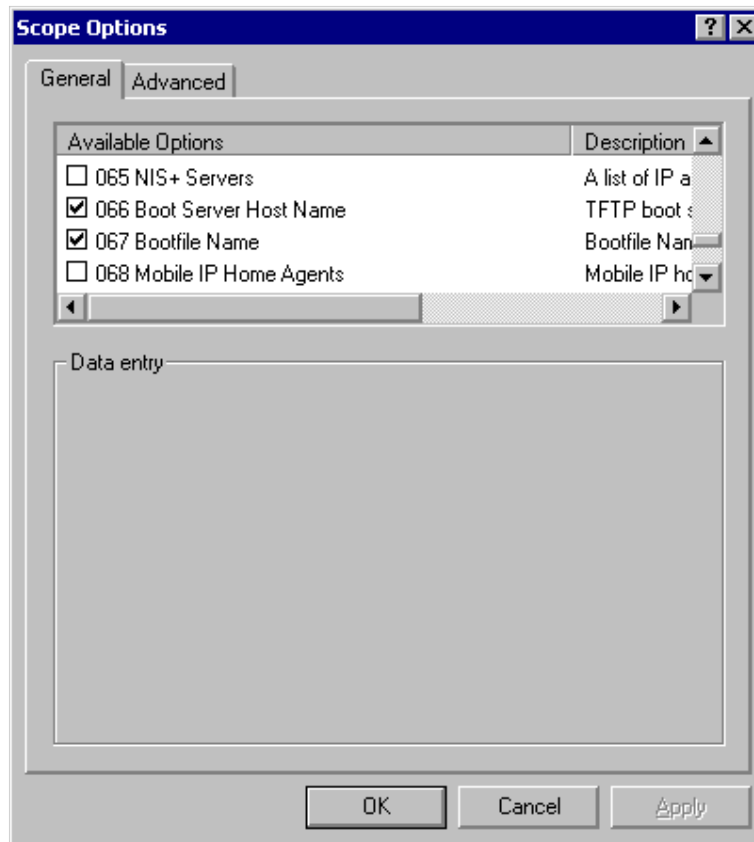 Scope Options
General Advanced
Available Options Description
065 NIS+ Servers A list of IP a
066 Boot Server Host Name TFTP boot
067 Bootfile Name Bootfile Nan
068 Mobile IP Home Agents Mobile IP
Data entry
OK Cancel Apply